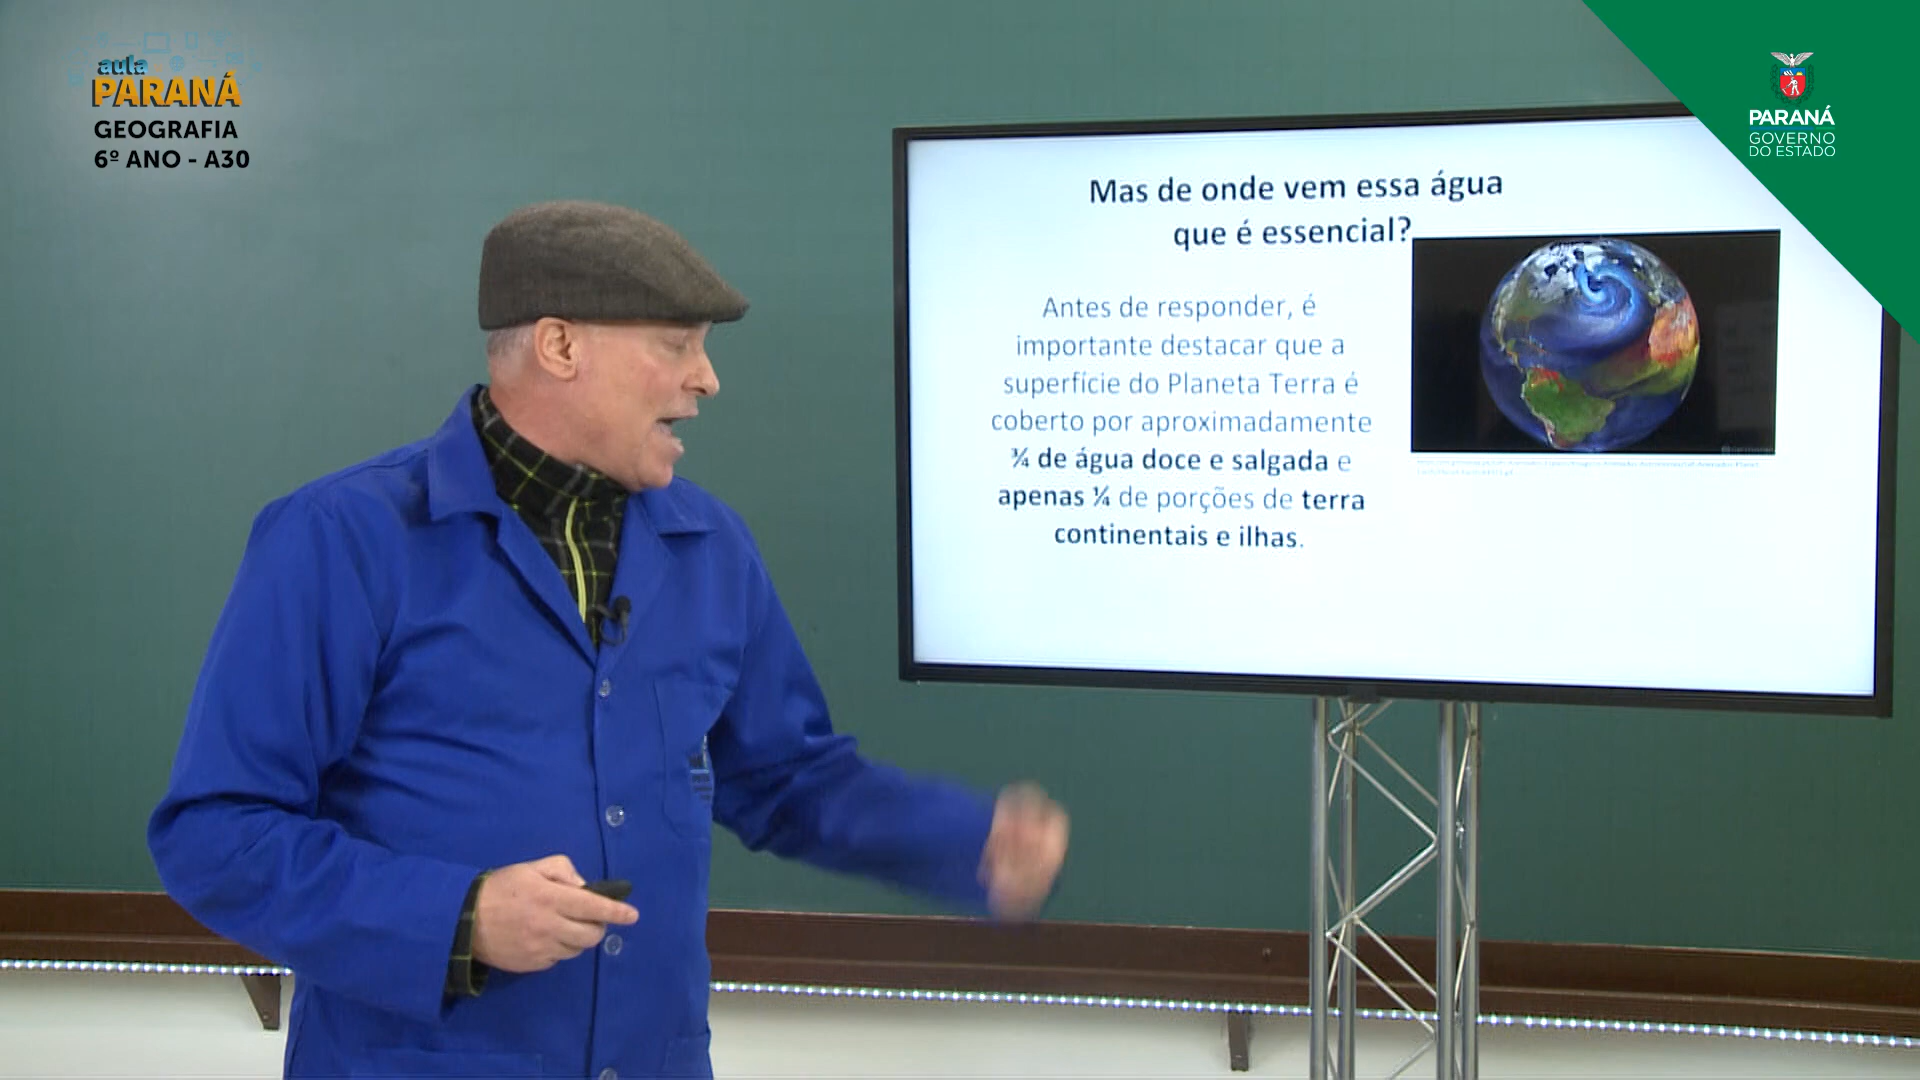 aula
PARANÁ
GEOGRAFIA
6º ANO - A30
PARANÁ
GOVERNO
DO ESTADO
Mas de onde vem essa água
que é essencial?
Antes de responder, é
importante destacar que a
superfície do Planeta Terra é
coberto por aproximadamente
¾ de água doce e salgada e
apenas ¼ de porções de terra
continentais e ilhas.